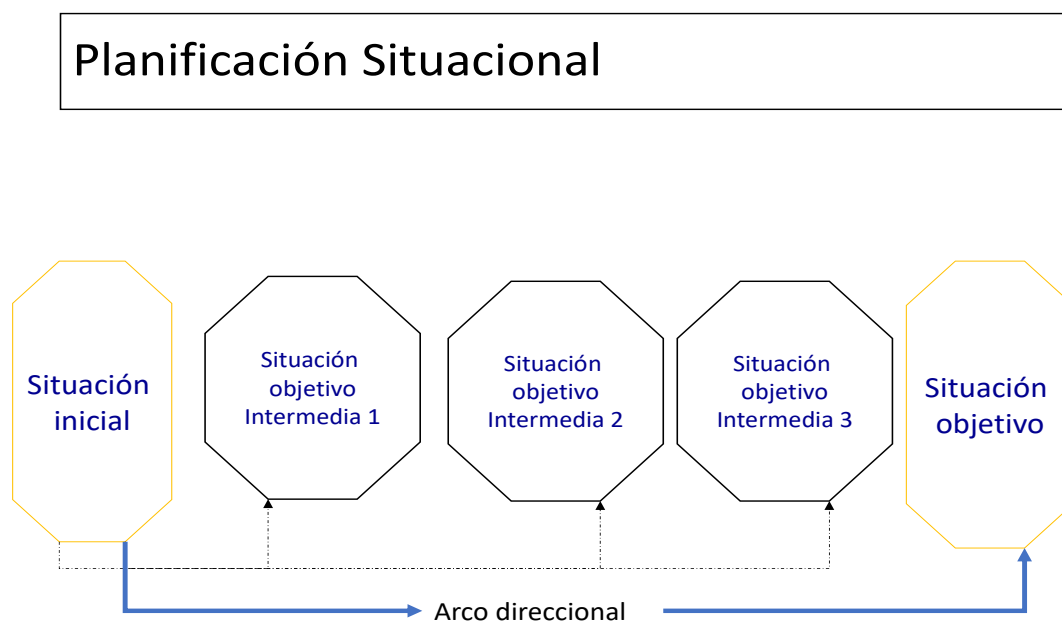 Planificación Situacional
Situación
inicial
Situación
objetivo
Intermedia 1
Situación
objetivo
Intermedia 2
Situación
objetivo
Intermedia 3
Situación
objetivo
Arco direccional